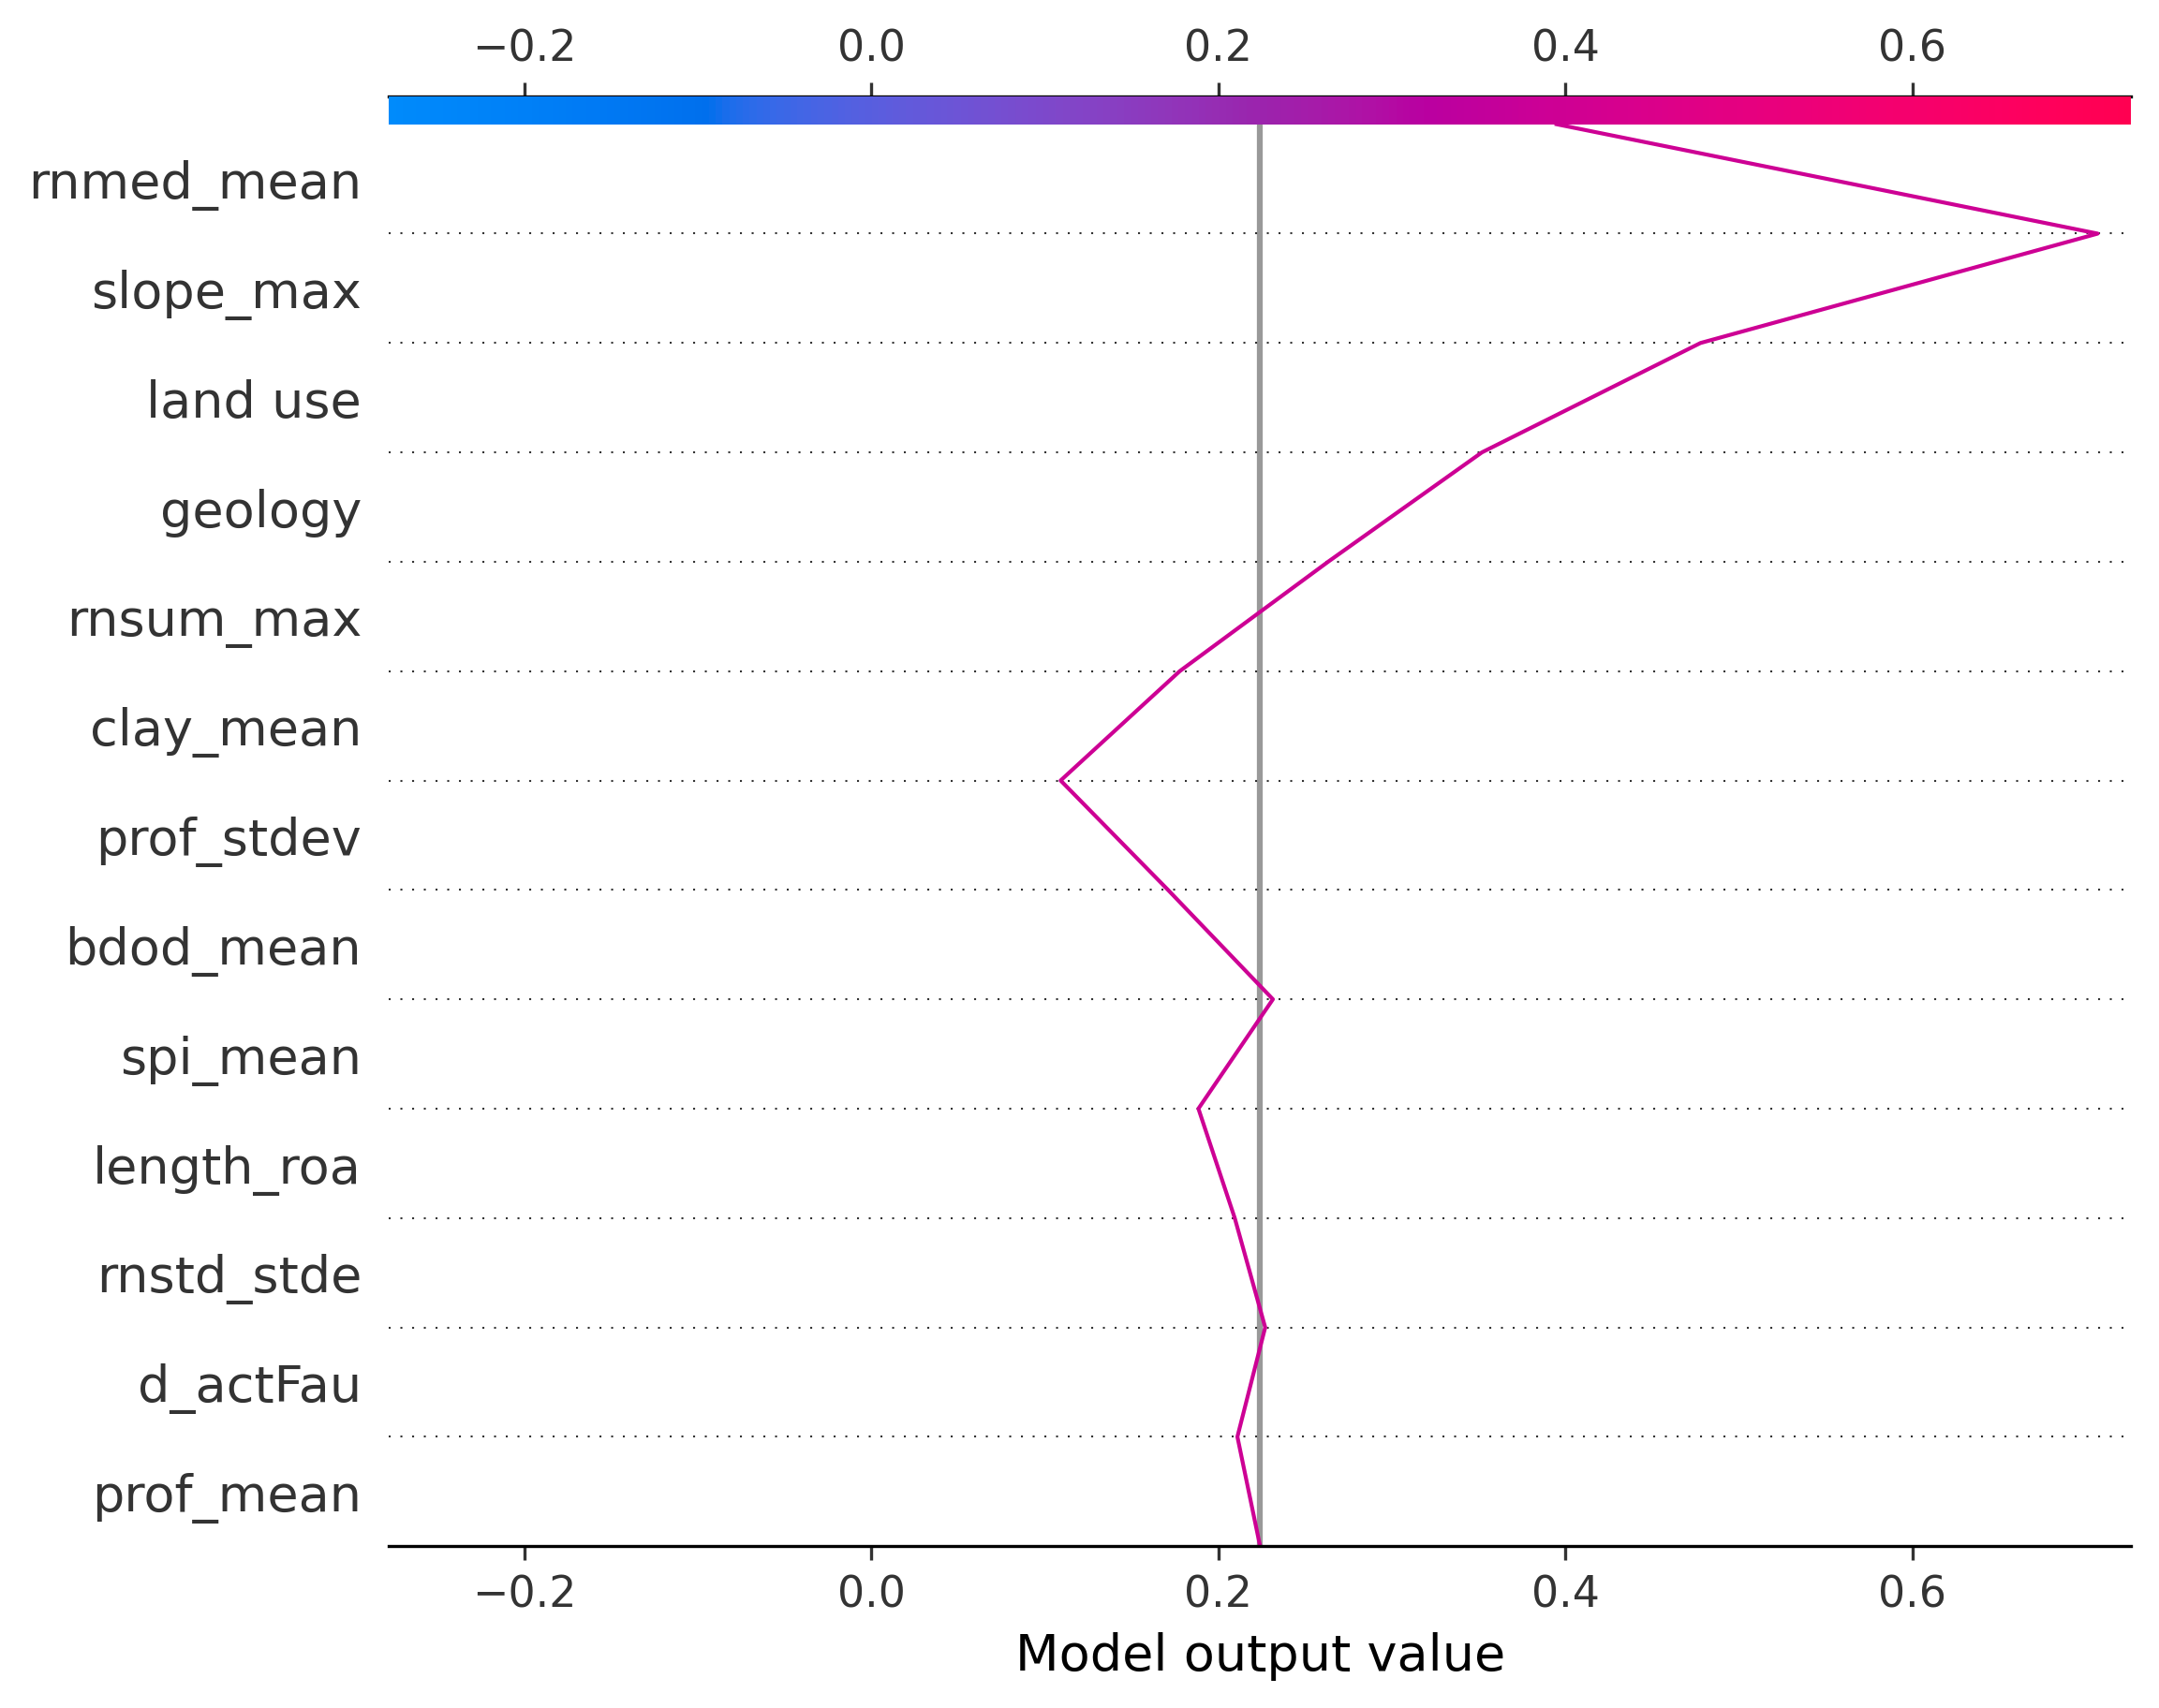 −0.2 0.0 0.2 0.4 0.6
rnmed_mean
slope_max
land use
geology
rnsum_max
clay_mean
prof_stdev
bdod_mean
spi_mean
length_roa
rnstd_stde
d_actFau
prof_mean
−0.2 0.0 0.2 0.4 0.6
Model output value